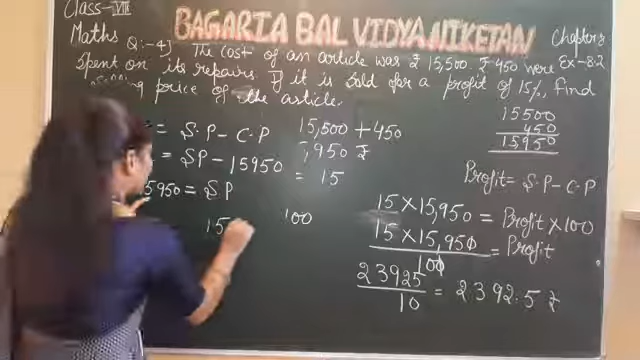 Class-VIII
BAGARIA BAL VIDYA NIKETAN
Maths
Chapter
Q:-4] The cost of an article was ₹ 15,500. ₹ 450 were
Ex-8.2
spent on its repairs. If it is sold for a profit of 15%, find
price of the article.
= S.P - C.P
15,500 + 450
= SP - 15950
,950 ₹
= 15
5950 = SP
15
100
15500
450
15950
Profit = S.P - C.P
15 × 15,950 = Profit × 100
15 × 15,950 = Profit
100
23925
10
= 2392.5 ₹